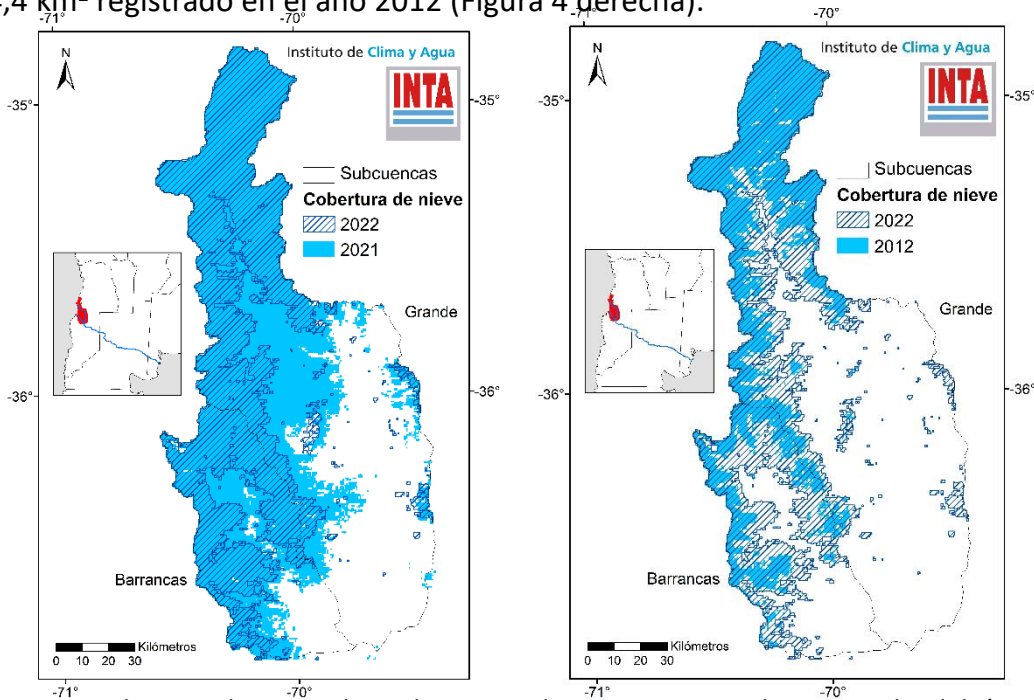 ,4 km² registrado en el año 2012 (Figura 4 derecha).
-71° -70°
N
Instituto de Clima y Agua
INTA
-35° -35°
Subcuencas
Cobertura de nieve
2022
2021
Grande
-36°
Barrancas
Kilómetros
0 10 20 30
-71° -70°
-71° -70°
N
Instituto de Clima y Agua
INTA
-35° -35°
Subcuencas
Cobertura de nieve
2022
2012
Grande
-36° -36°
Barrancas
Kilómetros
0 10 20 30
-71° -70°